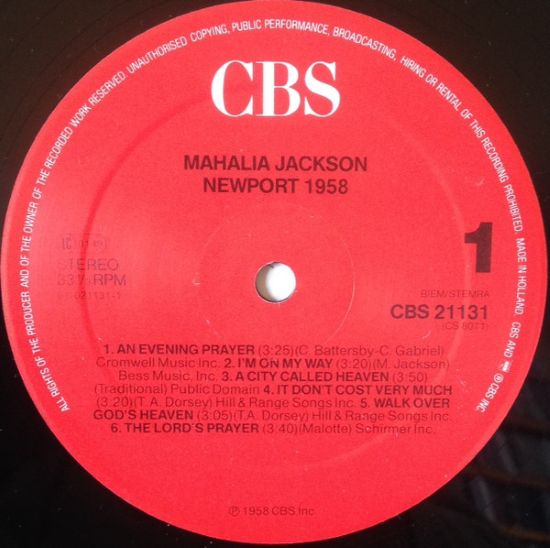 ALL RIGHTS OF THE PRODUCER AND OF THE OWNER OF THE RECORDED WORK RESERVED UNAUTHORISED COPYING, PUBLIC PERFORMANCE, BROADCASTING, HIRING OR RENTAL OF THIS RECORDING PROHIBITED. MADE IN HOLLAND. CBS AND ARE ® CBS INC.
CBS
MAHALIA JACKSON
NEWPORT 1958
1
STEREO
33⅓ RPM
BIEM/STEMRA
CBS 21131
(CS 8071)
1. AN EVENING PRAYER (3:25)(C. Battersby-C. Gabriel)
Cromwell Music Inc. 2. I'M ON MY WAY (3:20)(M. Jackson)
Bess Music, Inc. 3. A CITY CALLED HEAVEN (3:50)
(Traditional) Public Domain 4. IT DON'T COST VERY MUCH
(3:20)(T.A. Dorsey) Hill & Range Songs Inc. 5. WALK OVER
GOD'S HEAVEN (3:05)(T.A. Dorsey) Hill & Range Songs Inc.
6. THE LORD'S PRAYER (3:40)(Malotte) Schirmer Inc.
℗ 1958 CBS Inc.